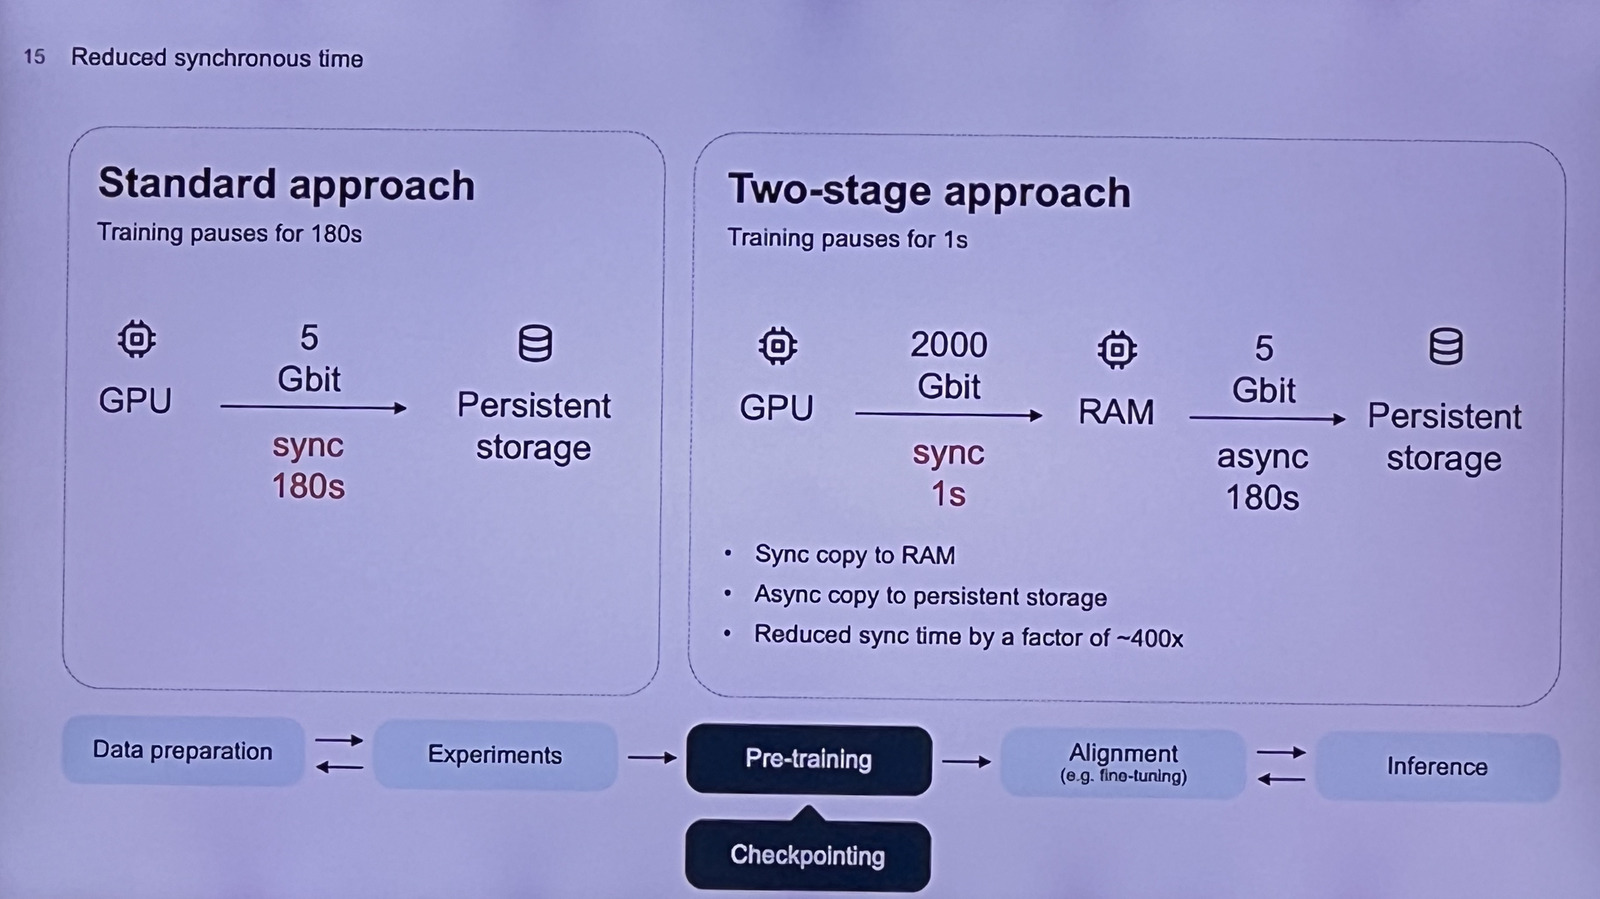 15 Reduced synchronous time
Standard approach
Training pauses for 180s
GPU
5
Gbit
sync
180s
Persistent
storage
Two-stage approach
Training pauses for 1s
GPU
2000
Gbit
sync
1s
RAM
5
Gbit
async
180s
Persistent
storage
• Sync copy to RAM
• Async copy to persistent storage
• Reduced sync time by a factor of ~400x
Data preparation
Experiments
Pre-training
Alignment
(e.g. fine-tuning)
Inference
Checkpointing